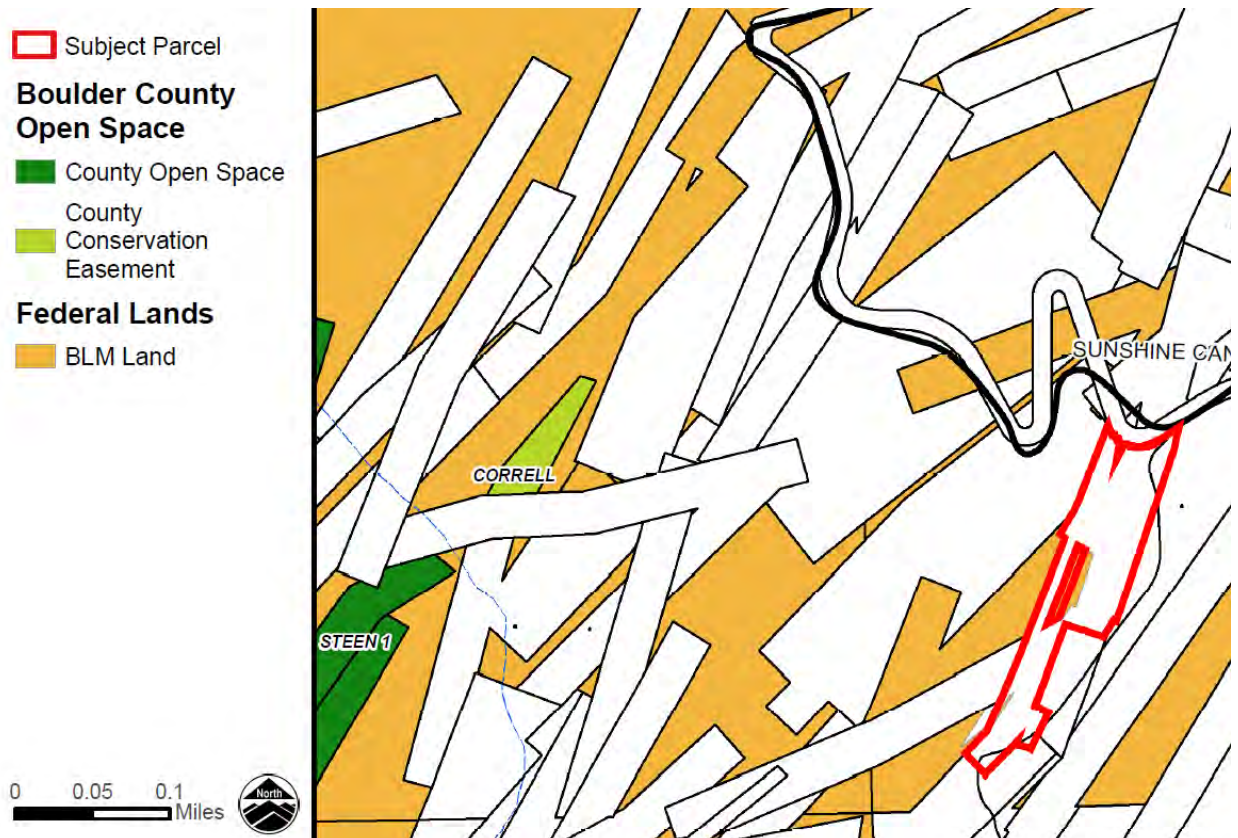 Subject Parcel
Boulder County
Open Space
County Open Space
County
Conservation
Easement
Federal Lands
BLM Land
SUNSHINE CAN
CORRELL
STEEN 1
0 0.05 0.1
Miles
North